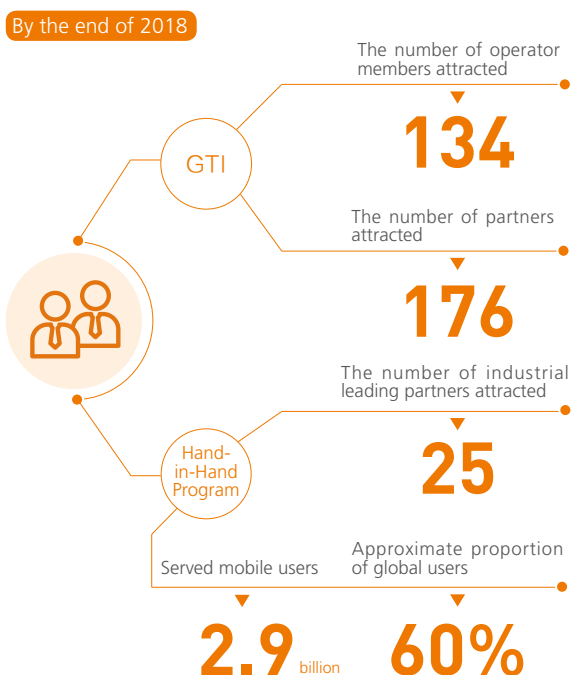 By the end of 2018
The number of operator
members attracted
134
GTI
The number of partners
attracted
176
The number of industrial
leading partners attracted
25
Hand-
in-Hand
Program
Served mobile users
2.9 billion
Approximate proportion
of global users
60%